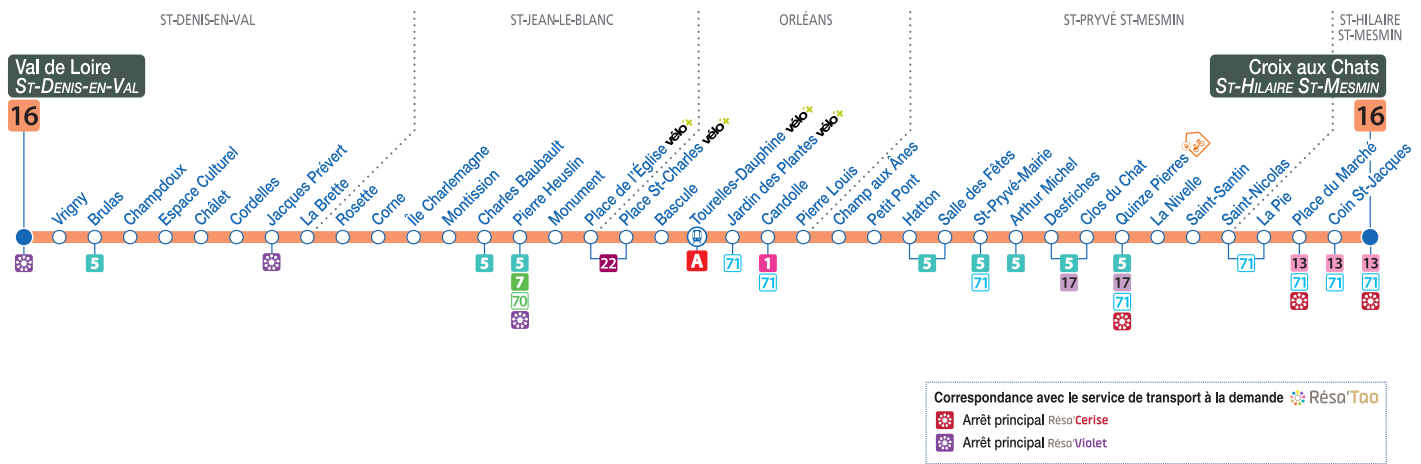 ST-DENIS-EN-VAL
ST-JEAN-LE-BLANC
ORLÉANS
ST-PRYVÉ ST-MESMIN
ST-HILAIRE
ST-MESMIN
Val de Loire
ST-DENIS-EN-VAL
16
Croix aux Chats
ST-HILAIRE ST-MESMIN
16
Vrigny
Brulas
Champdoux
Espace Culturel
Châlet
Cordelles
Jacques Prévert
La Brette
Rosette
Corne
Île Charlemagne
Montission
Charles Baubault
Pierre Heuslin
Monument
Place de l'Église vélo+
Place St-Charles vélo+
Bascule
Tourelles-Dauphine vélo+
Jardin des Plantes vélo+
Candolle
Pierre Louis
Champ aux Ânes
Petit Pont
Hatton
Salle des Fêtes
St-Pryvé-Mairie
Arthur Michel
Desfriches
Clos du Chat
Quinze Pierres
La Nivelle
Saint-Santin
Saint-Nicolas
La Pie
Place du Marché
Coin St-Jacques
5
5
5
7
70
22
A
71
1
71
5
5
71
5
5
17
5
17
71
71
13
71
13
71
13
71
Correspondance avec le service de transport à la demande Résa'Tao
Arrêt principal Résa'Cerise
Arrêt principal Résa'Violet